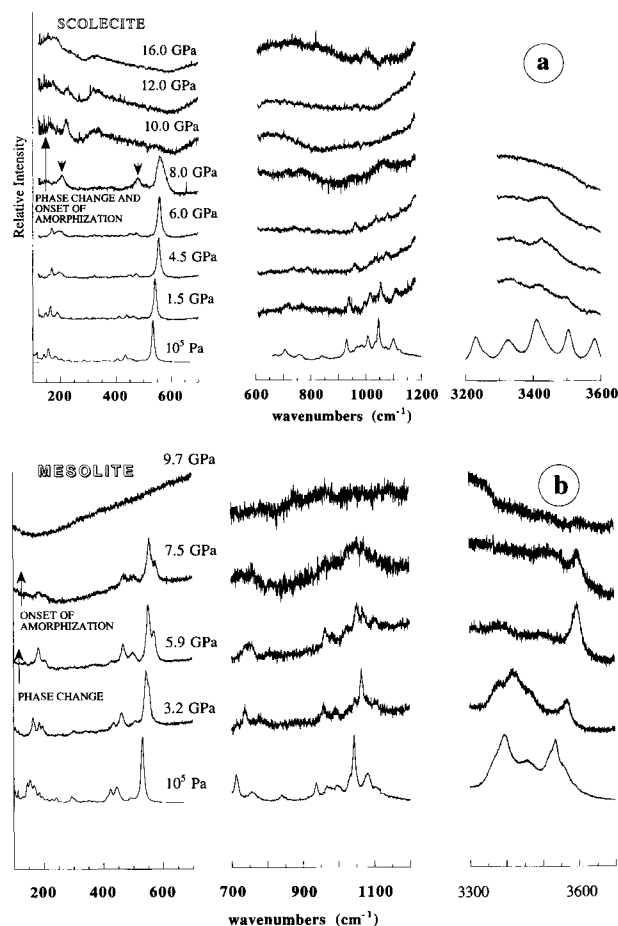 SCOLECITE
a
16.0 GPa
12.0 GPa
10.0 GPa
8.0 GPa
PHASE CHANGE AND
ONSET OF
AMORPHIZATION
6.0 GPa
4.5 GPa
1.5 GPa
10⁵ Pa
Relative Intensity
200 400 600
600 800 1000 1200
3200 3400 3600
wavenumbers (cm⁻¹)
MESOLITE
b
9.7 GPa
7.5 GPa
ONSET OF
AMORPHIZATION
5.9 GPa
PHASE CHANGE
3.2 GPa
10⁵ Pa
200 400 600
700 900 1100
3300 3600
wavenumbers (cm⁻¹)